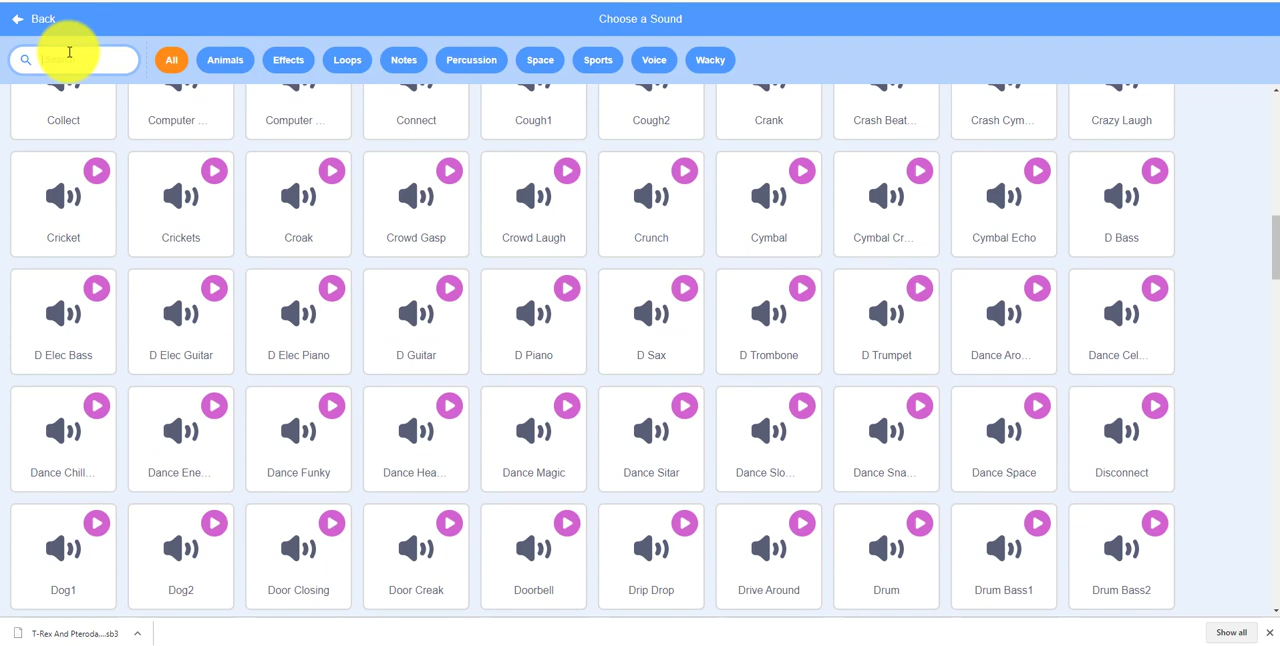 Back
Choose a Sound
All Animals Effects Loops Notes Percussion Space Sports Voice Wacky
Collect Computer ... Computer ... Connect Cough1 Cough2 Crank Crash Beat... Crash Cym... Crazy Laugh
Cricket Crickets Croak Crowd Gasp Crowd Laugh Crunch Cymbal Cymbal Cr... Cymbal Echo D Bass
D Elec Bass D Elec Guitar D Elec Piano D Guitar D Piano D Sax D Trombone D Trumpet Dance Aro... Dance Cel...
Dance Chill... Dance Ene... Dance Funky Dance Hea... Dance Magic Dance Sitar Dance Slo... Dance Sna... Dance Space Disconnect
Dog1 Dog2 Door Closing Door Creak Doorbell Drip Drop Drive Around Drum Drum Bass1 Drum Bass2
T-Rex And Pteroda....sb3
Show all